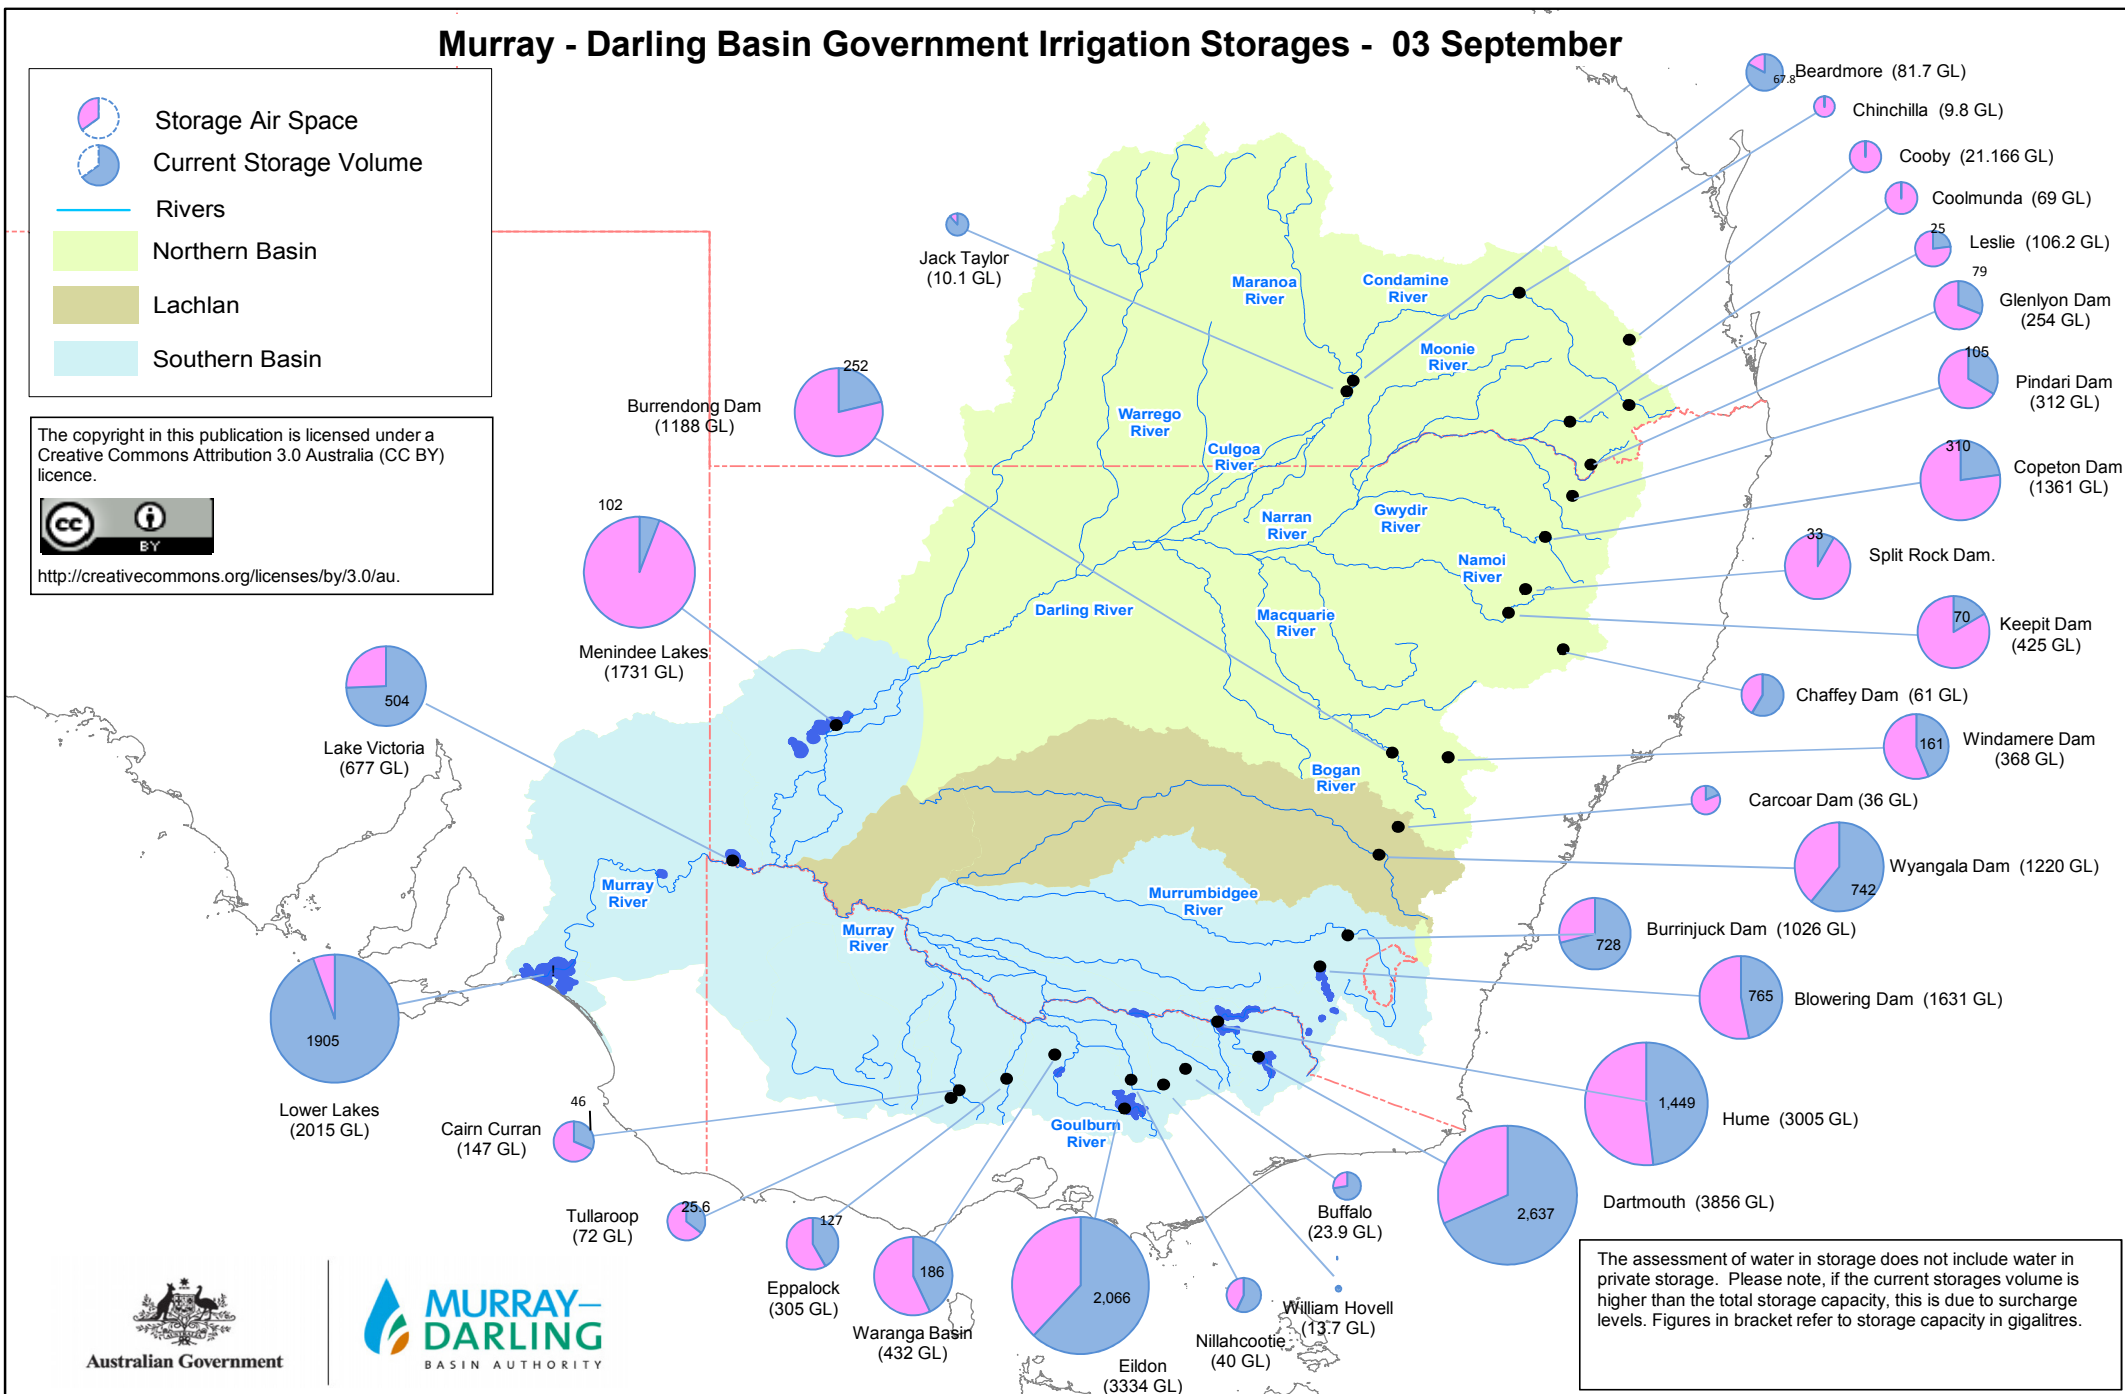 Murray - Darling Basin Government Irrigation Storages -  03 September
Storage Air Space
Current Storage Volume
Rivers
Northern Basin
Lachlan
Southern Basin
The copyright in this publication is licensed under a
Creative Commons Attribution 3.0 Australia (CC BY)
licence.
cc
BY
http://creativecommons.org/licenses/by/3.0/au.
67.8
Beardmore (81.7 GL)
Chinchilla (9.8 GL)
Cooby (21.166 GL)
Coolmunda (69 GL)
25
Leslie (106.2 GL)
79
Glenlyon Dam
(254 GL)
105
Pindari Dam
(312 GL)
310
Copeton Dam
(1361 GL)
33
Split Rock Dam.
70
Keepit Dam
(425 GL)
Chaffey Dam (61 GL)
161
Windamere Dam
(368 GL)
Carcoar Dam (36 GL)
742
Wyangala Dam (1220 GL)
728
Burrinjuck Dam (1026 GL)
765
Blowering Dam (1631 GL)
1,449
Hume (3005 GL)
2,637
Dartmouth (3856 GL)
Jack Taylor
(10.1 GL)
252
Burrendong Dam
(1188 GL)
102
Menindee Lakes
(1731 GL)
504
Lake Victoria
(677 GL)
1905
Lower Lakes
(2015 GL)
46
Cairn Curran
(147 GL)
25.6
Tullaroop
(72 GL)
127
Eppalock
(305 GL)
186
Waranga Basin
(432 GL)
2,066
Eildon
(3334 GL)
Nillahcootie
(40 GL)
William Hovell
(13.7 GL)
Buffalo
(23.9 GL)
Maranoa
River
Condamine
River
Moonie
River
Warrego
River
Culgoa
River
Narran
River
Gwydir
River
Namoi
River
Darling River
Macquarie
River
Bogan
River
Murray
River
Murray
River
Murrumbidgee
River
Goulburn
River
The assessment of water in storage does not include water in
private storage.  Please note, if the current storages volume is
higher than the total storage capacity, this is due to surcharge
levels. Figures in bracket refer to storage capacity in gigalitres.
Australian Government
MURRAY–
DARLING
BASIN AUTHORITY